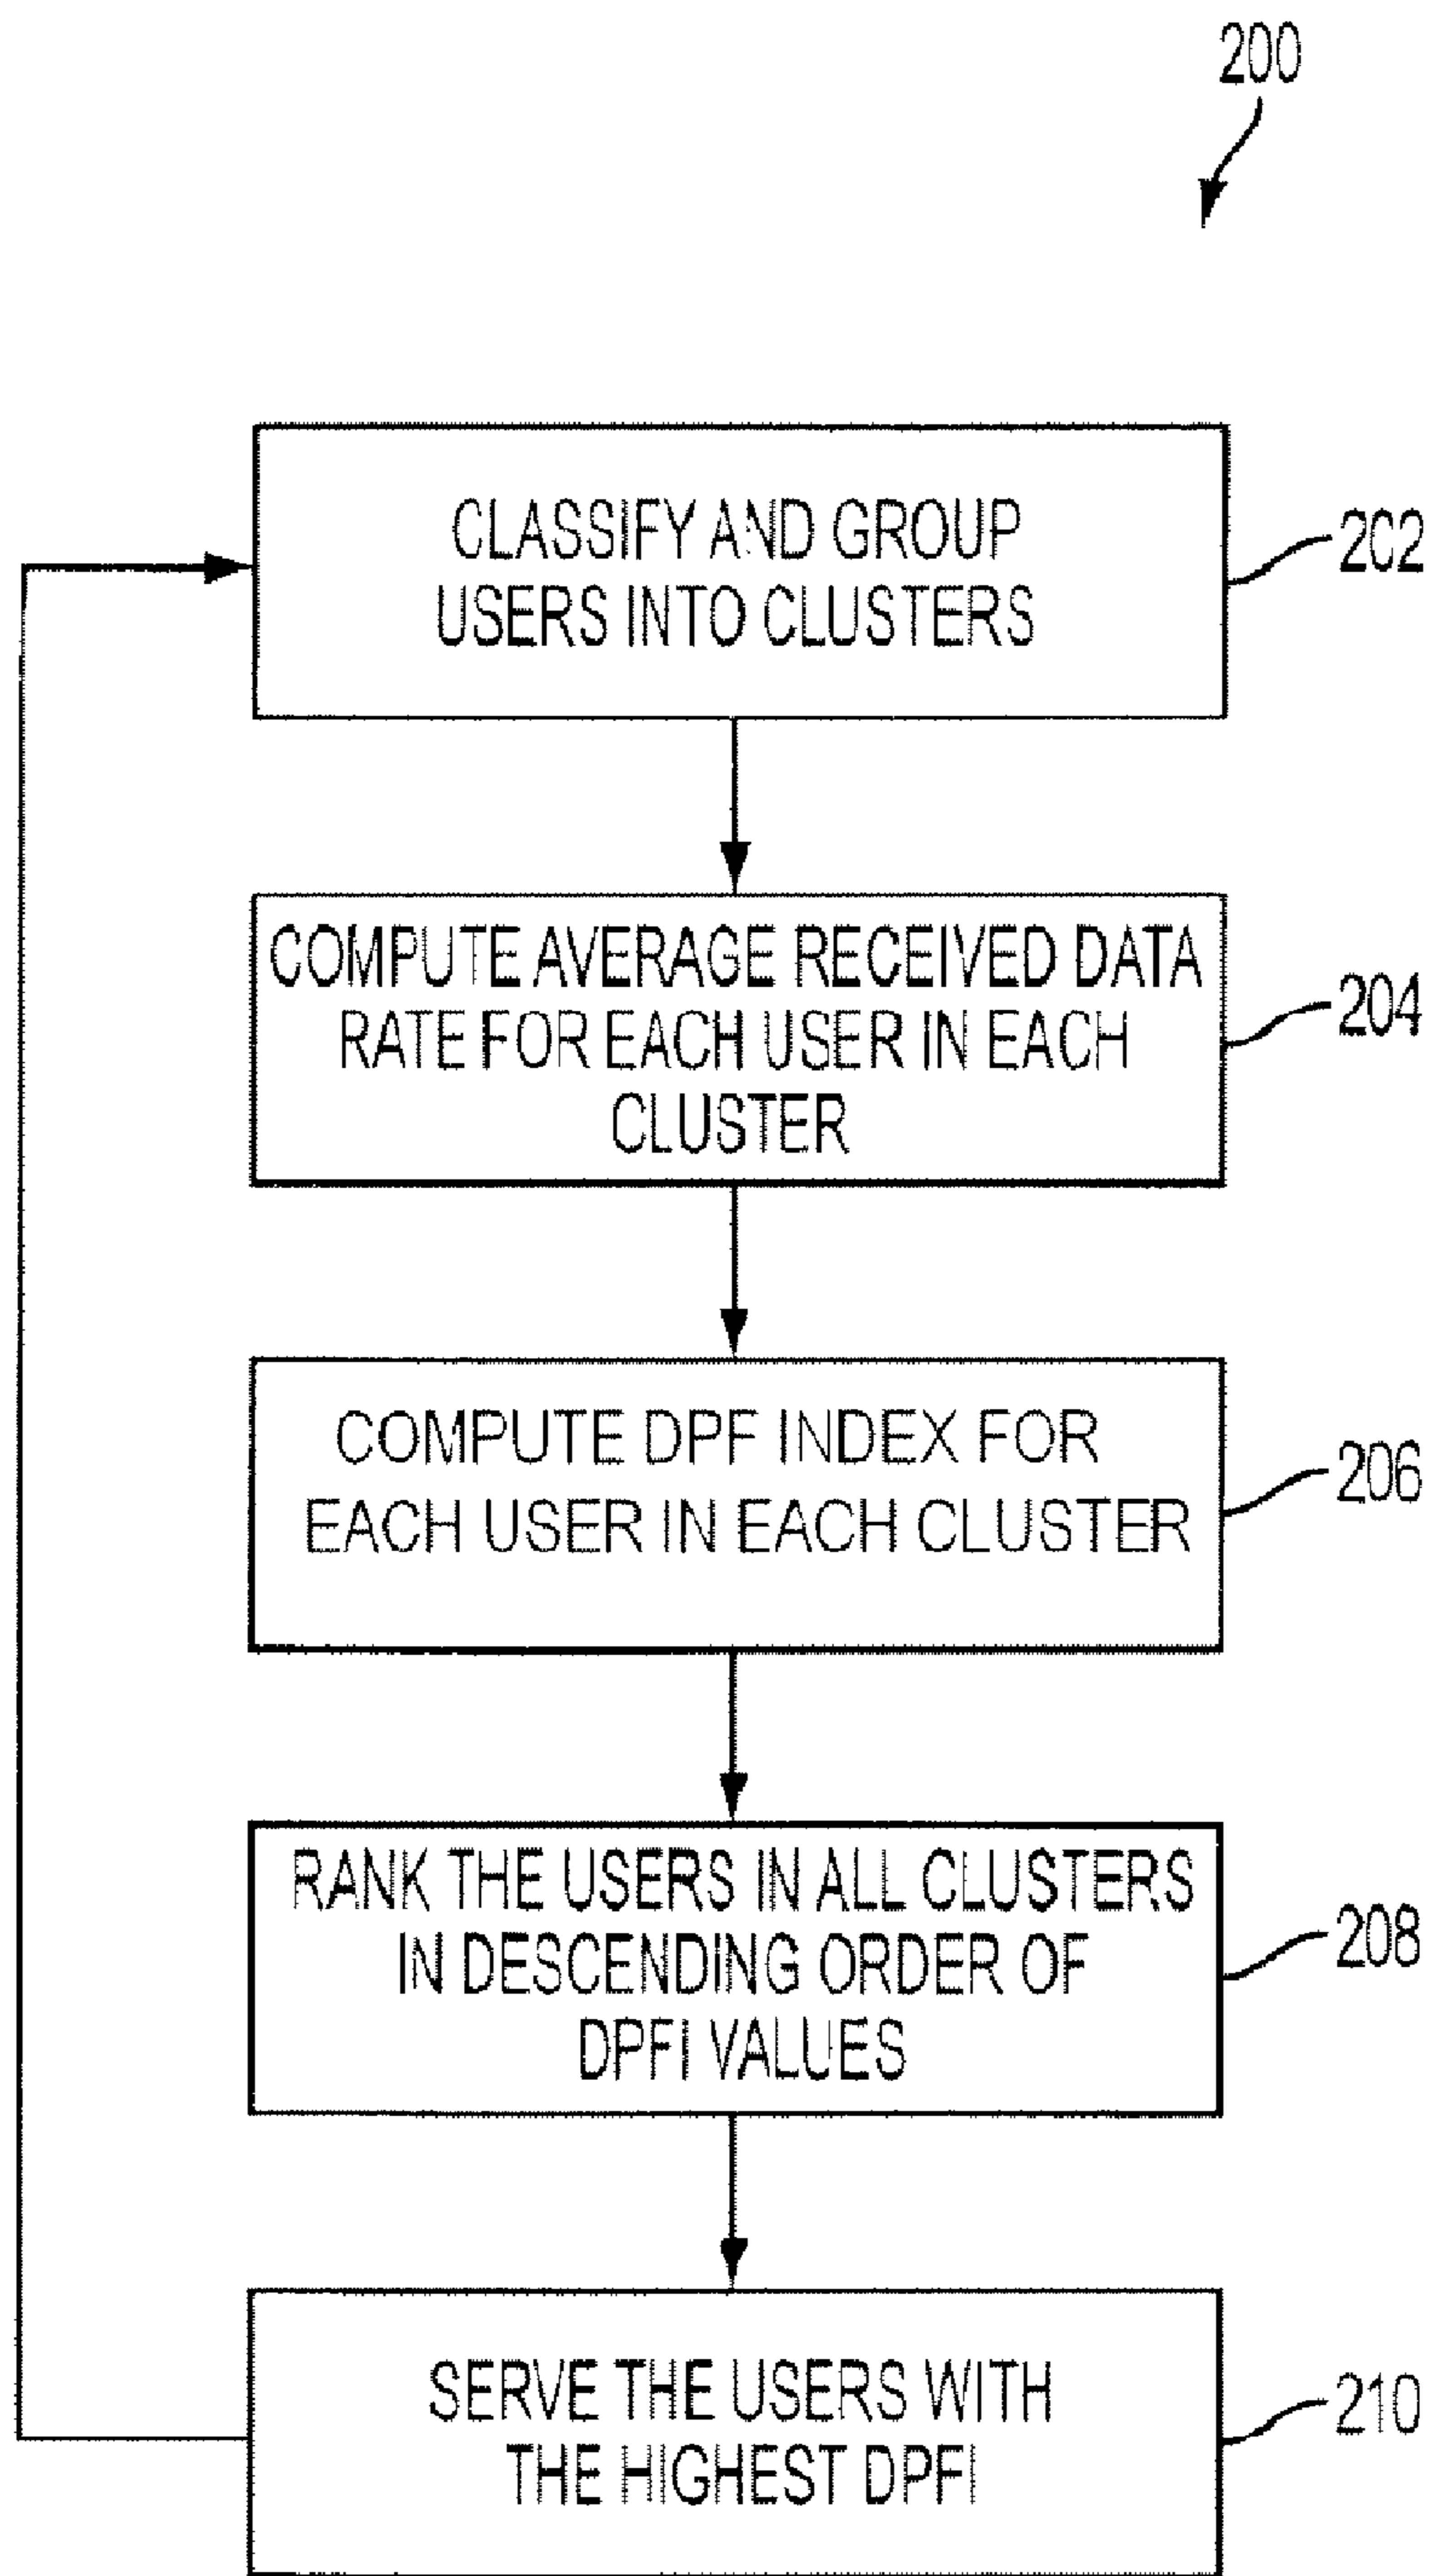 200
CLASSIFY AND GROUP
USERS INTO CLUSTERS
202
COMPUTE AVERAGE RECEIVED DATA
RATE FOR EACH USER IN EACH
CLUSTER
204
COMPUTE DPF INDEX FOR
EACH USER IN EACH CLUSTER
206
RANK THE USERS IN ALL CLUSTERS
IN DESCENDING ORDER OF
DPFI VALUES
208
SERVE THE USERS WITH
THE HIGHEST DPFI
210